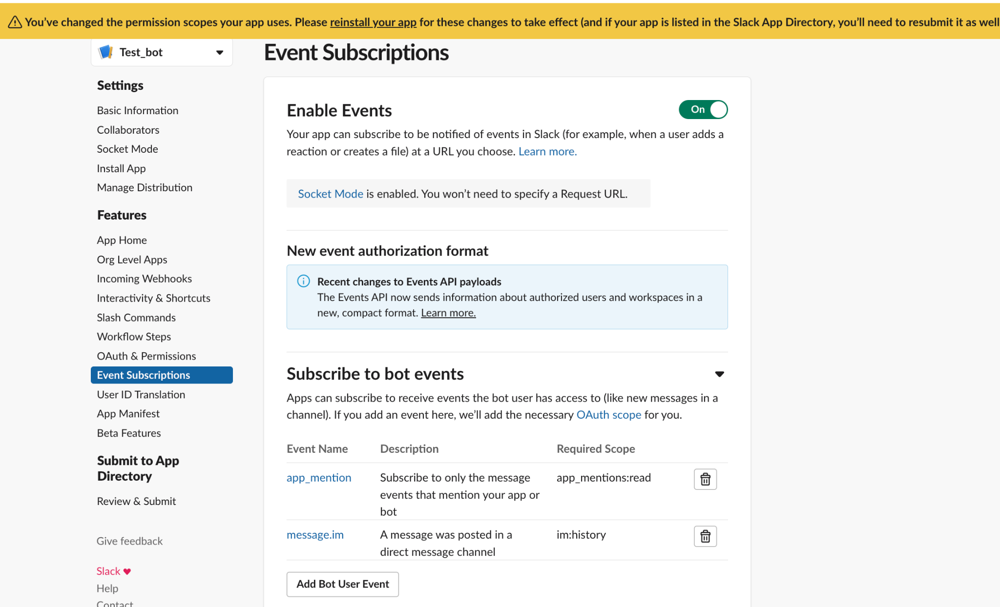 You've changed the permission scopes your app uses. Please reinstall your app for these changes to take effect (and if your app is listed in the Slack App Directory, you'll need to resubmit it as well
Test_bot
Settings
Basic Information
Collaborators
Socket Mode
Install App
Manage Distribution
Features
App Home
Org Level Apps
Incoming Webhooks
Interactivity & Shortcuts
Slash Commands
Workflow Steps
OAuth & Permissions
Event Subscriptions
User ID Translation
App Manifest
Beta Features
Submit to App
Directory
Review & Submit
Give feedback
Slack ♥
Help
Contact
Event Subscriptions
Enable Events
On
Your app can subscribe to be notified of events in Slack (for example, when a user adds a
reaction or creates a file) at a URL you choose. Learn more.
Socket Mode is enabled. You won't need to specify a Request URL.
New event authorization format
Recent changes to Events API payloads
The Events API now sends information about authorized users and workspaces in a
new, compact format. Learn more.
Subscribe to bot events
Apps can subscribe to receive events the bot user has access to (like new messages in a
channel). If you add an event here, we'll add the necessary OAuth scope for you.
Event Name Description Required Scope
app_mention Subscribe to only the message app_mentions:read
events that mention your app or
bot
message.im A message was posted in a im:history
direct message channel
Add Bot User Event